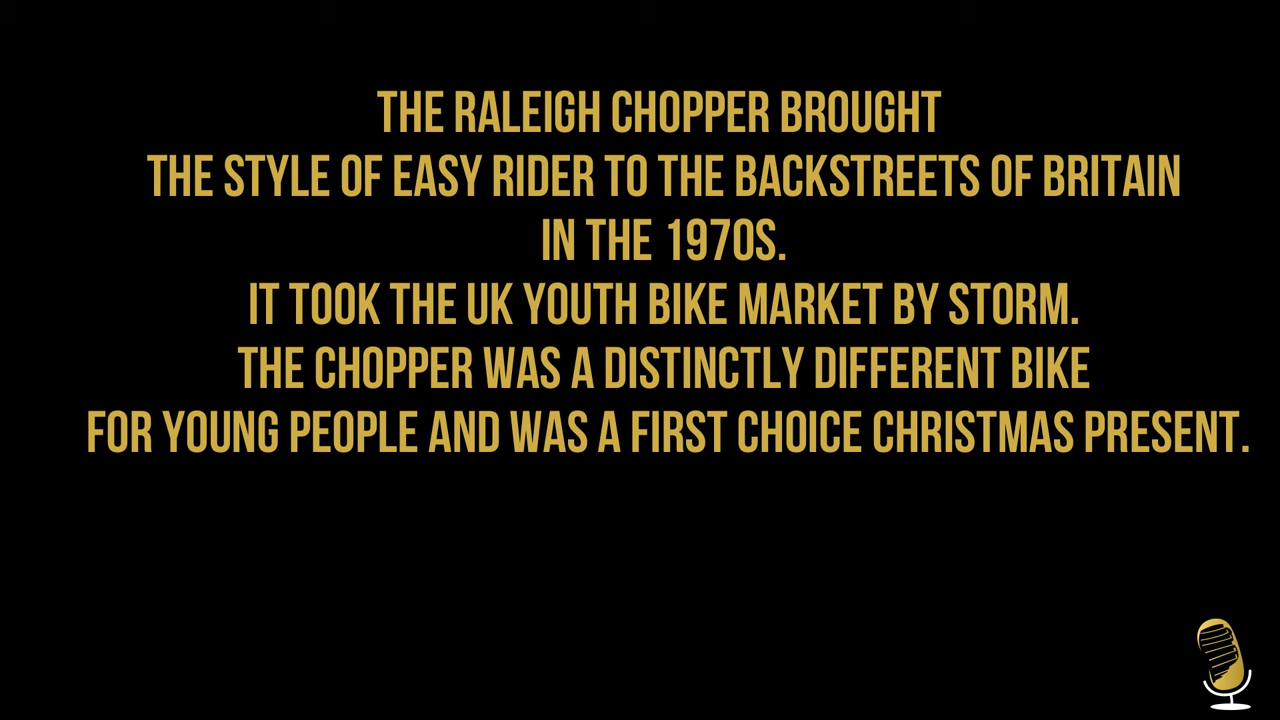 THE RALEIGH CHOPPER BROUGHT
THE STYLE OF EASY RIDER TO THE BACKSTREETS OF BRITAIN
IN THE 1970S.
IT TOOK THE UK YOUTH BIKE MARKET BY STORM.
THE CHOPPER WAS A DISTINCTLY DIFFERENT BIKE
FOR YOUNG PEOPLE AND WAS A FIRST CHOICE CHRISTMAS PRESENT.